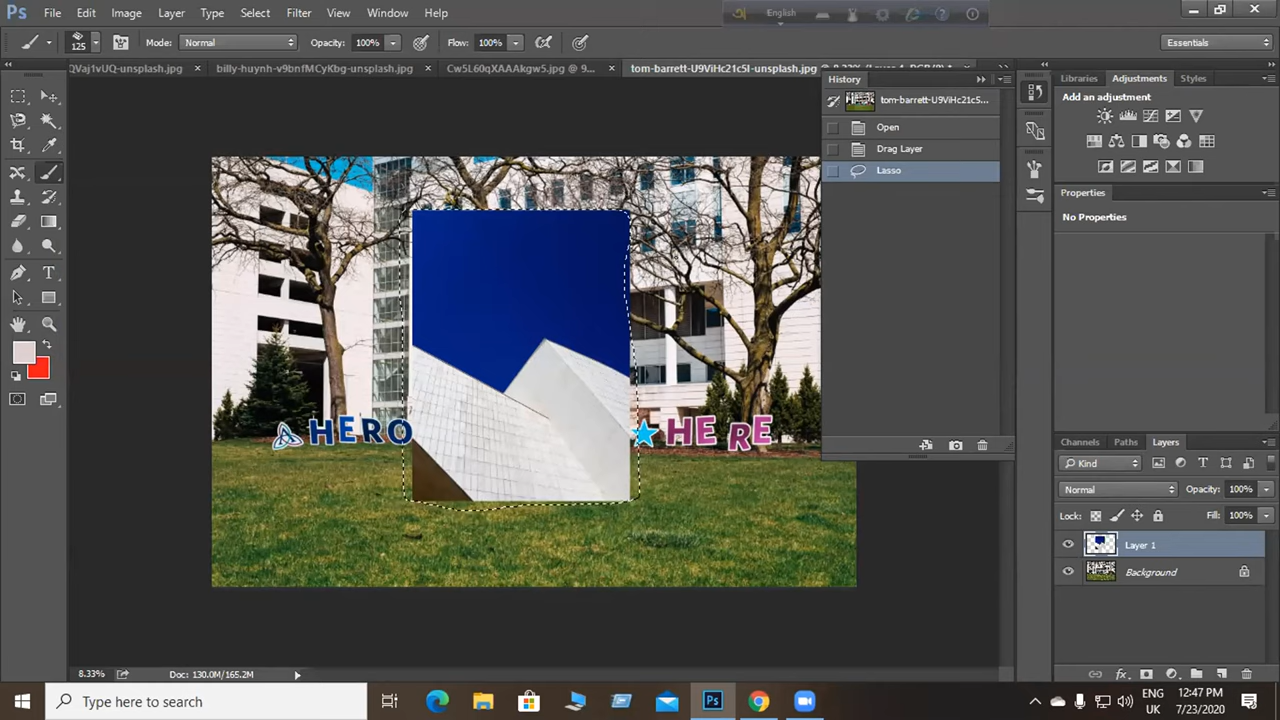 Ps File Edit Image Layer Type Select Filter View Window Help
English
125 Mode: Normal Opacity: 100% Flow: 100% Essentials
QVaj1vUQ-unsplash.jpg × billy-huynh-v9bnfMCyKbg-unsplash.jpg × Cw5L60qXAAAkgw5.jpg @ 9... × tom-barrett-U9ViHc21c5I-unsplash.jpg
History
tom-barrett-U9ViHc21c5...
Open
Drag Layer
Lasso
Libraries Adjustments Styles
Add an adjustment
Properties
No Properties
HERO HERE
Channels Paths Layers
Kind
Normal Opacity: 100%
Lock: Fill: 100%
Layer 1
Background
8.33% Doc: 130.0M/165.2M
Type here to search
Ps
ENG
UK
12:47 PM
7/23/2020